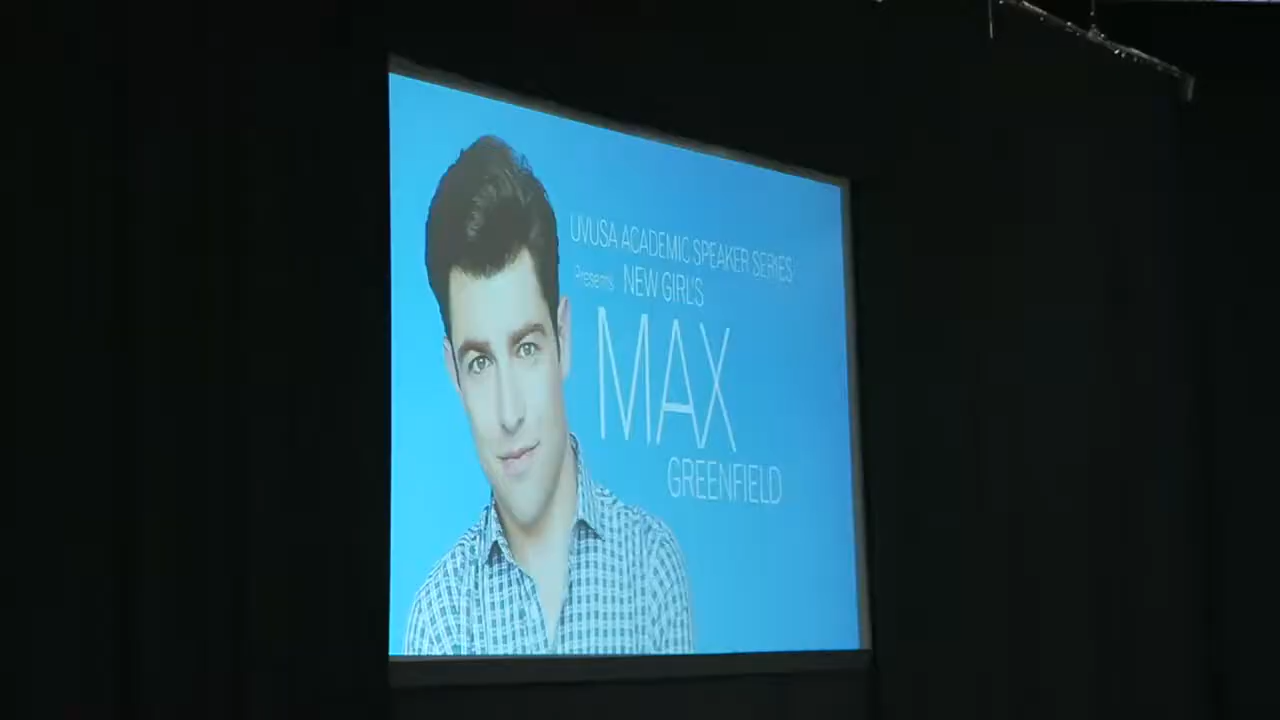 UVUSA ACADEMIC SPEAKER SERIES
Presents NEW GIRL'S
MAX
GREENFIELD